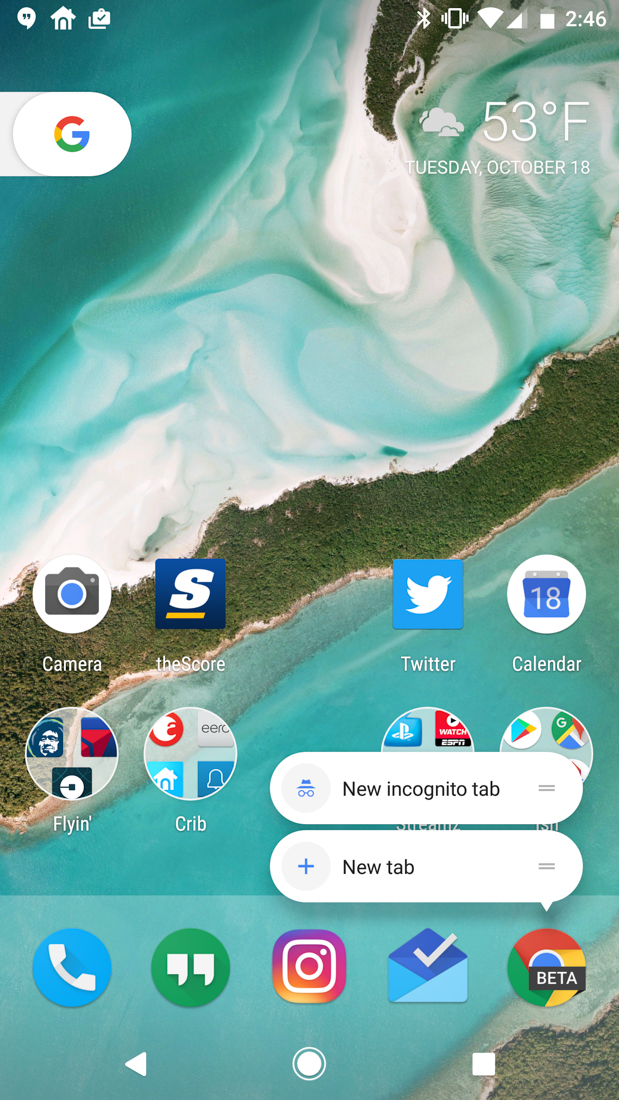 2:46
G
53°F
TUESDAY, OCTOBER 18
S
18
Camera
theScore
Twitter
Calendar
eero
WATCH
ESPN
G
New incognito tab
Flyin'
Crib
Streamz
ish
New tab
BETA